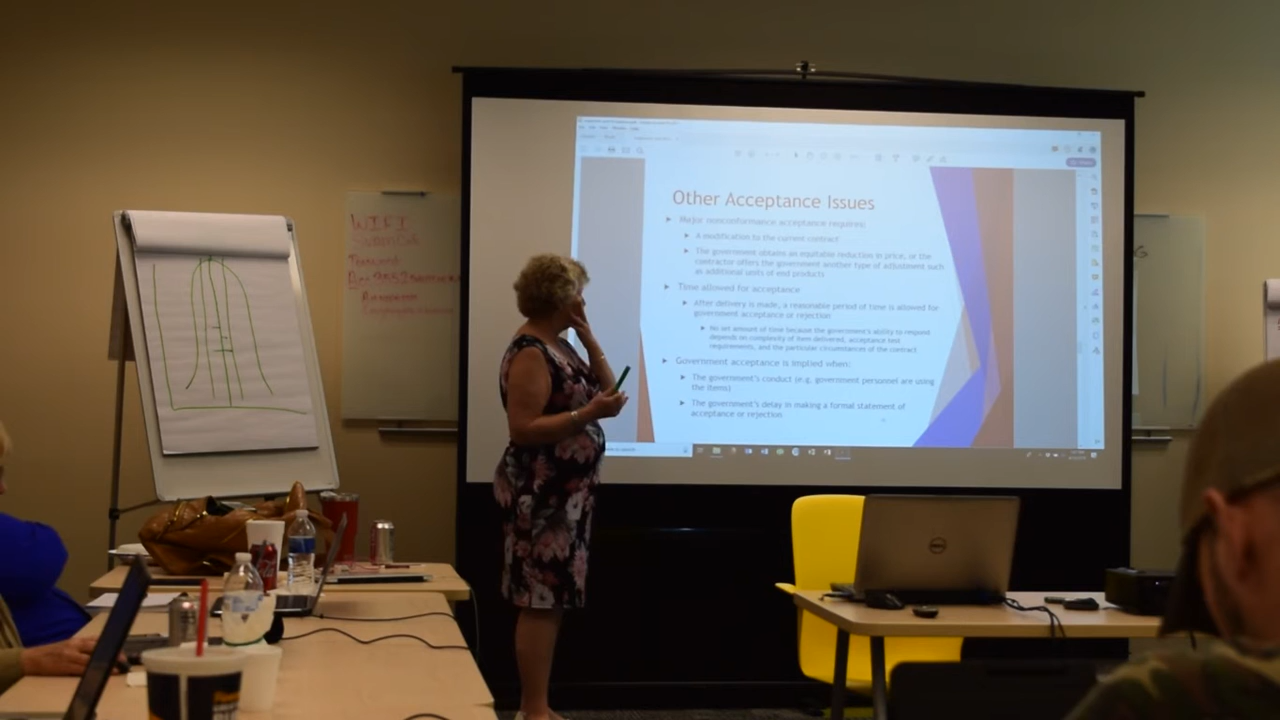 WIFI
Other Acceptance Issues
Major nonconformance acceptance requires:
A modification to the current contract
The government obtains an equitable reduction in price, or the
contractor offers the government another type of adjustment such
as additional units of end products
Time allowed for acceptance
After delivery is made, a reasonable period of time is allowed for
government acceptance or rejection
No set amount of time because the government's ability to respond
depends on complexity of item delivered, acceptance test
requirements, and the particular circumstances of the contract
Government acceptance is implied when:
The government's conduct (e.g, government personnel are using
the items)
The government's delay in making a formal statement of
acceptance or rejection
DELL